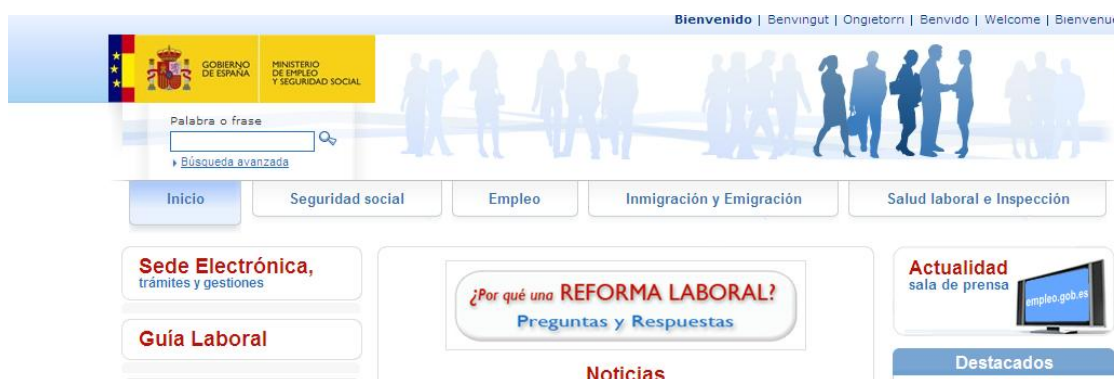 Bienvenido | Benvingut | Ongietorri | Benvido | Welcome | Bienvenue
GOBIERNO
DE ESPAÑA
MINISTERIO
DE EMPLEO
Y SEGURIDAD SOCIAL
Palabra o frase
Búsqueda avanzada
Inicio
Seguridad social
Empleo
Inmigración y Emigración
Salud laboral e Inspección
Sede Electrónica,
trámites y gestiones
Guía Laboral
¿Por qué una REFORMA LABORAL?
Preguntas y Respuestas
Noticias
Actualidad
sala de prensa
empleo.gob.es
Destacados